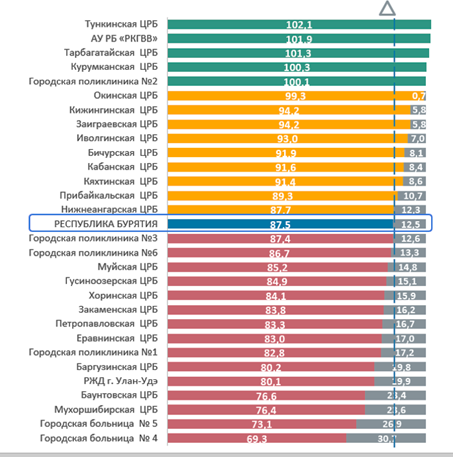 Тункинская ЦРБ 102,1
АУ РБ «РКГВВ» 101,9
Тарбагатайская ЦРБ 101,3
Курумканская ЦРБ 100,3
Городская поликлиника №2 100,1
Окинская ЦРБ 99,3 0,7
Кижингинская ЦРБ 94,2 5,8
Заиграевская ЦРБ 94,2 5,8
Иволгинская ЦРБ 93,0 7,0
Бичурская ЦРБ 91,9 8,1
Кабанская ЦРБ 91,6 8,4
Кяхтинская ЦРБ 91,4 8,6
Прибайкальская ЦРБ 89,3 10,7
Нижнеангарская ЦРБ 87,7 12,3
РЕСПУБЛИКА БУРЯТИЯ 87,5 12,5
Городская поликлиника №3 87,4 12,6
Городская поликлиника №6 86,7 13,3
Муйская ЦРБ 85,2 14,8
Гусиноозерская ЦРБ 84,9 15,1
Хоринская ЦРБ 84,1 15,9
Закаменская ЦРБ 83,8 16,2
Петропавловская ЦРБ 83,3 16,7
Еравнинская ЦРБ 83,0 17,0
Городская поликлиника №1 82,8 17,2
Баргузинская ЦРБ 80,2 19,8
РЖД г. Улан-Удэ 80,1 19,9
Баунтовская ЦРБ 76,6 23,4
Мухоршибирская ЦРБ 76,4 23,6
Городская больница № 5 73,1 26,9
Городская больница № 4 69,3